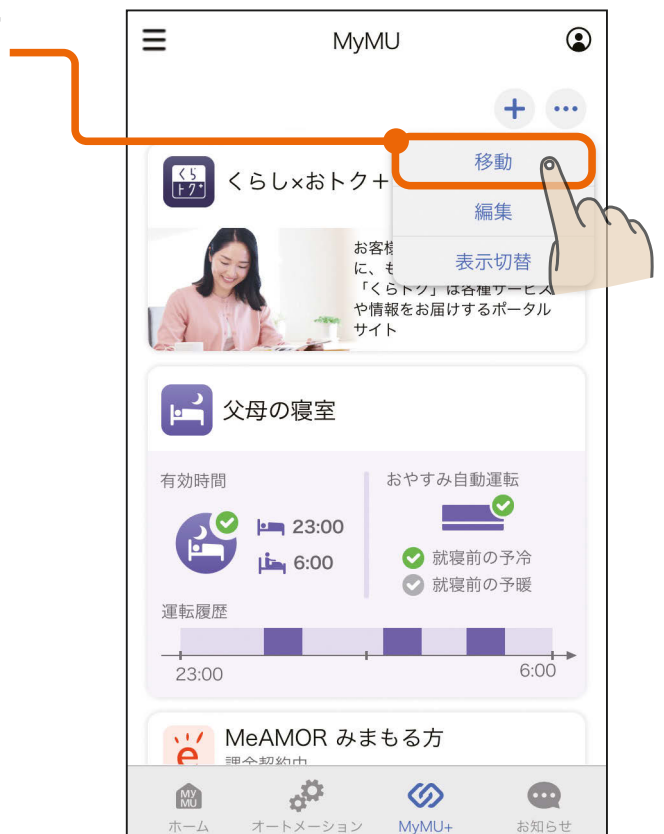 MyMU
移動
編集
表示切替
くら
トク+
くらし×おトク+
お客様
に、も
「くらトク」は各種サービス
や情報をお届けするポータル
サイト
父母の寝室
有効時間
おやすみ自動運転
23:00
6:00
就寝前の予冷
就寝前の予暖
運転履歴
23:00
6:00
e
MeAMOR みまもる方
課金契約中
MY
MU
ホーム
オートメーション
MyMU+
お知らせ